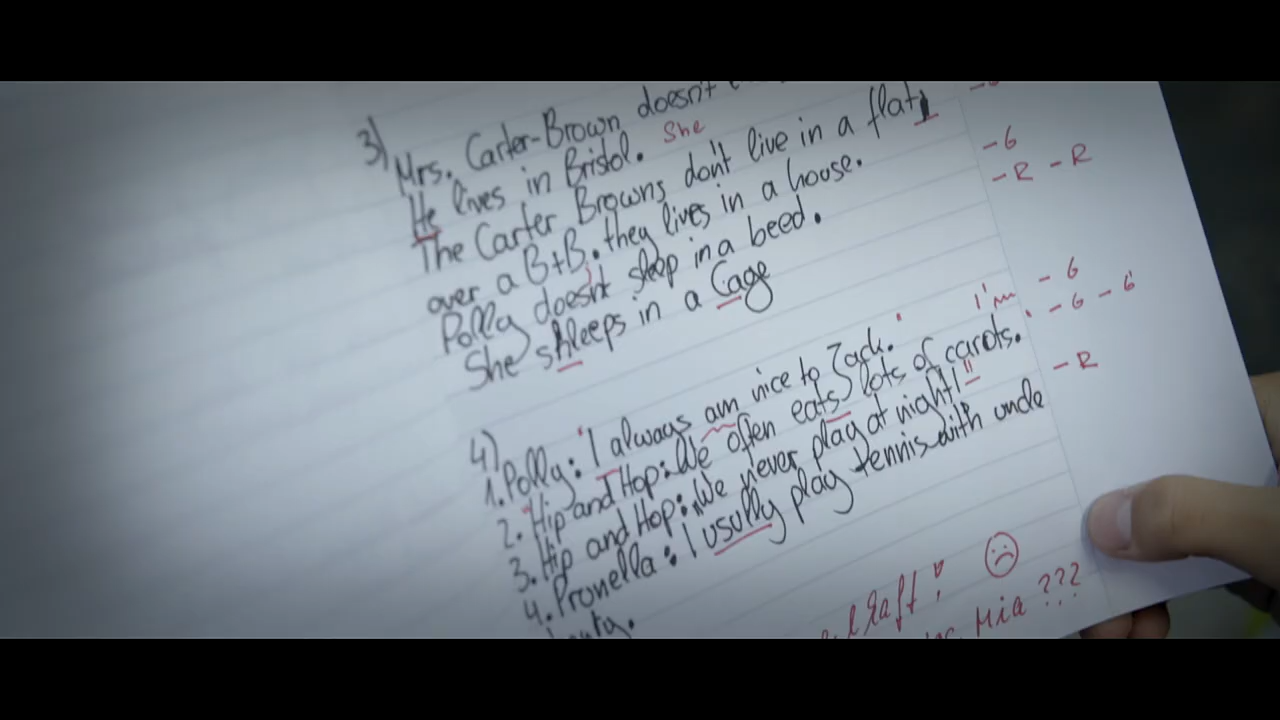 3) Mrs. Carter-Brown doesn't
He lives in Bristol. She
The Carter Browns don't live in a flat
over a B+B. they lives in a house.
Polly doesn't sleep in a beed.
She shleeps in a Cage
-6
-R -R
4)
1. Polly: I always am nice to Jack. I'm -6
2. Hip and Hop: We often eats lots of carots. -6 -6
3. Hip and Hop: "We never play at night!" -R
4. Pronella: I usully play tennis with uncle
Mia ???